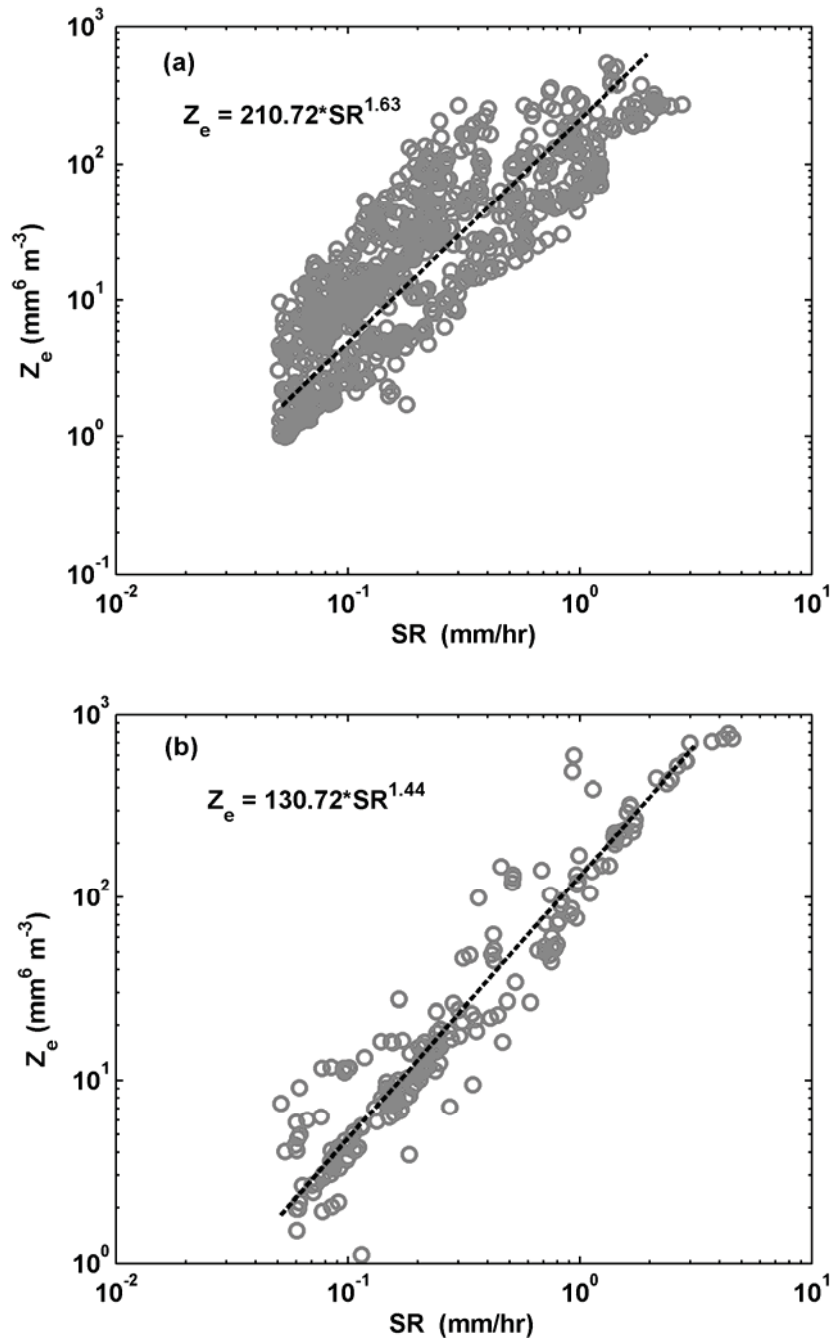 (a)
Z_e = 210.72*SR^1.63
10^3
10^2
10^1
10^0
10^-1
Z_e (mm^6 m^-3)
10^-2 10^-1 10^0 10^1
SR (mm/hr)
(b)
Z_e = 130.72*SR^1.44
10^3
10^2
10^1
10^0
Z_e (mm^6 m^-3)
10^-2 10^-1 10^0 10^1
SR (mm/hr)